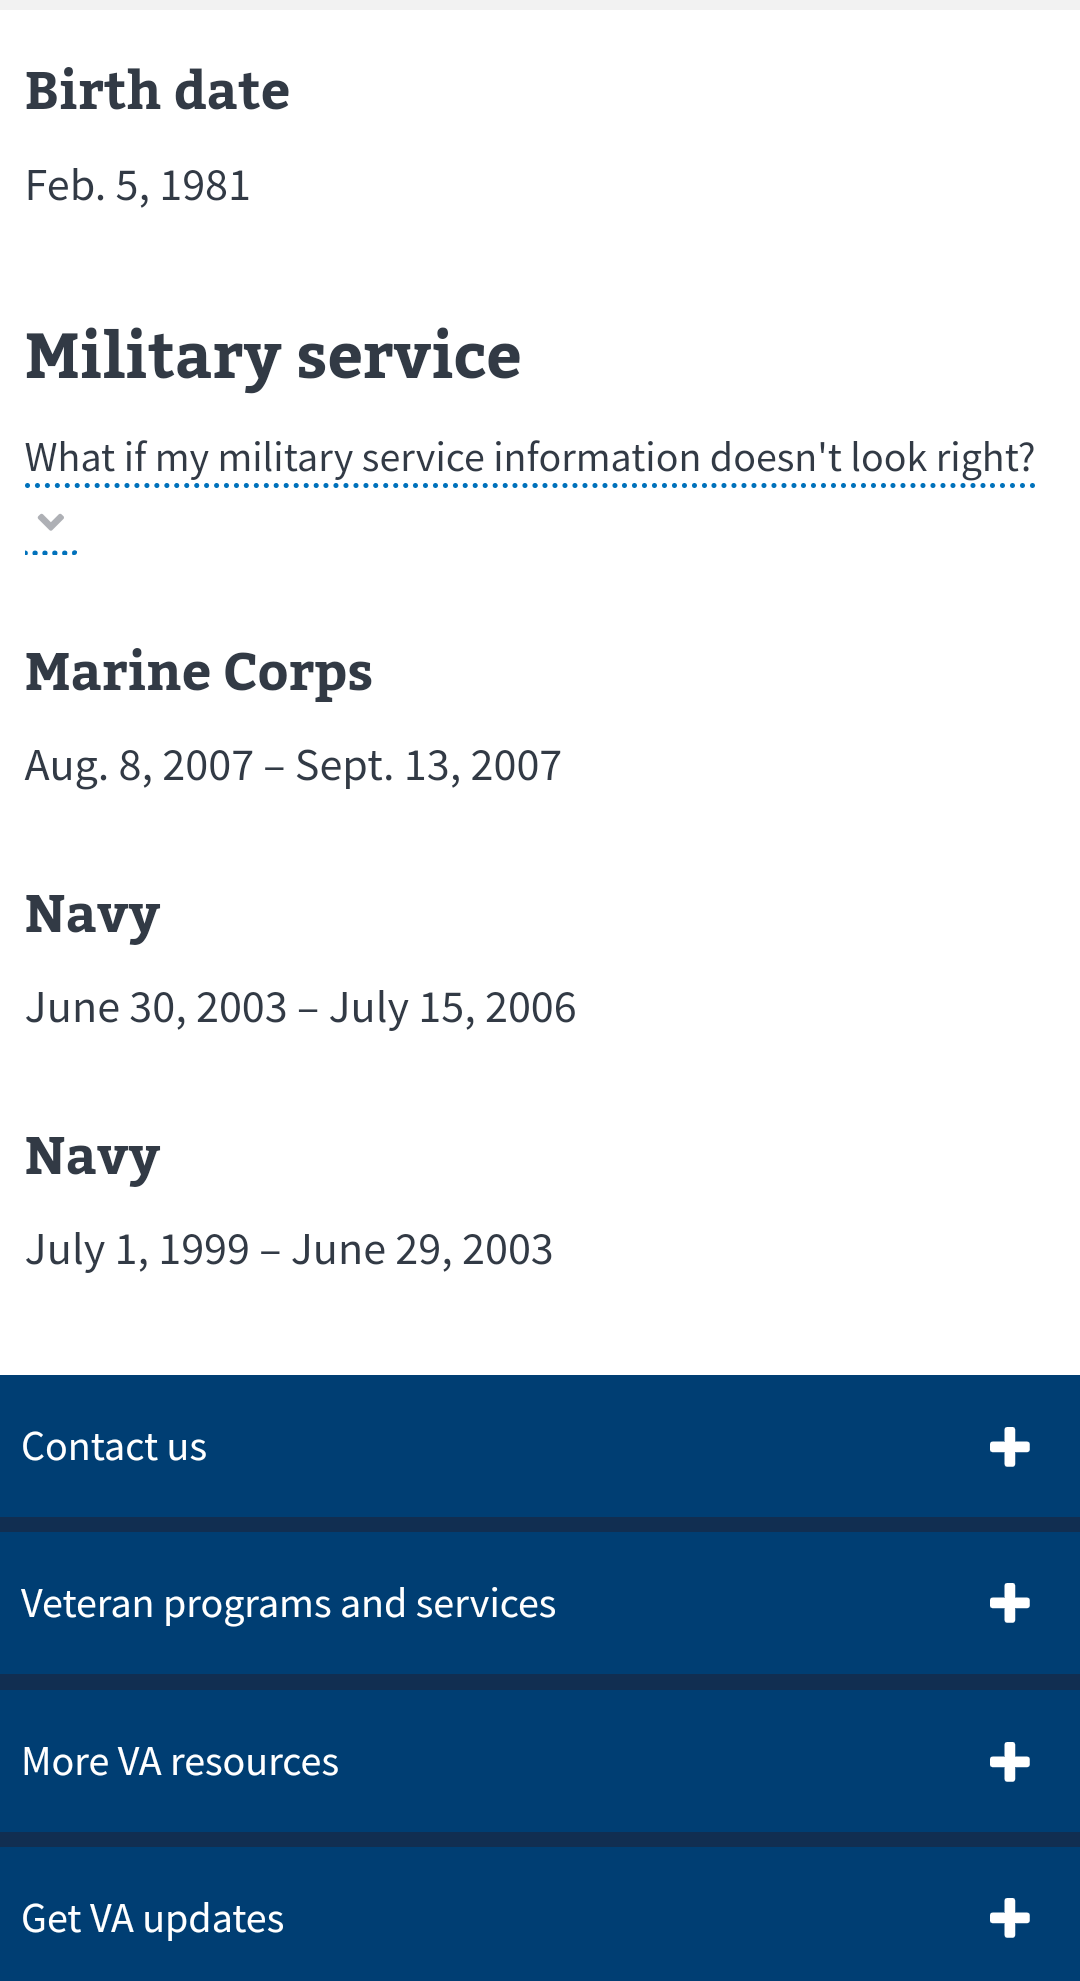 Birth date
Feb. 5, 1981
Military service
What if my military service information doesn't look right?
Marine Corps
Aug. 8, 2007 – Sept. 13, 2007
Navy
June 30, 2003 – July 15, 2006
Navy
July 1, 1999 – June 29, 2003
Contact us
Veteran programs and services
More VA resources
Get VA updates